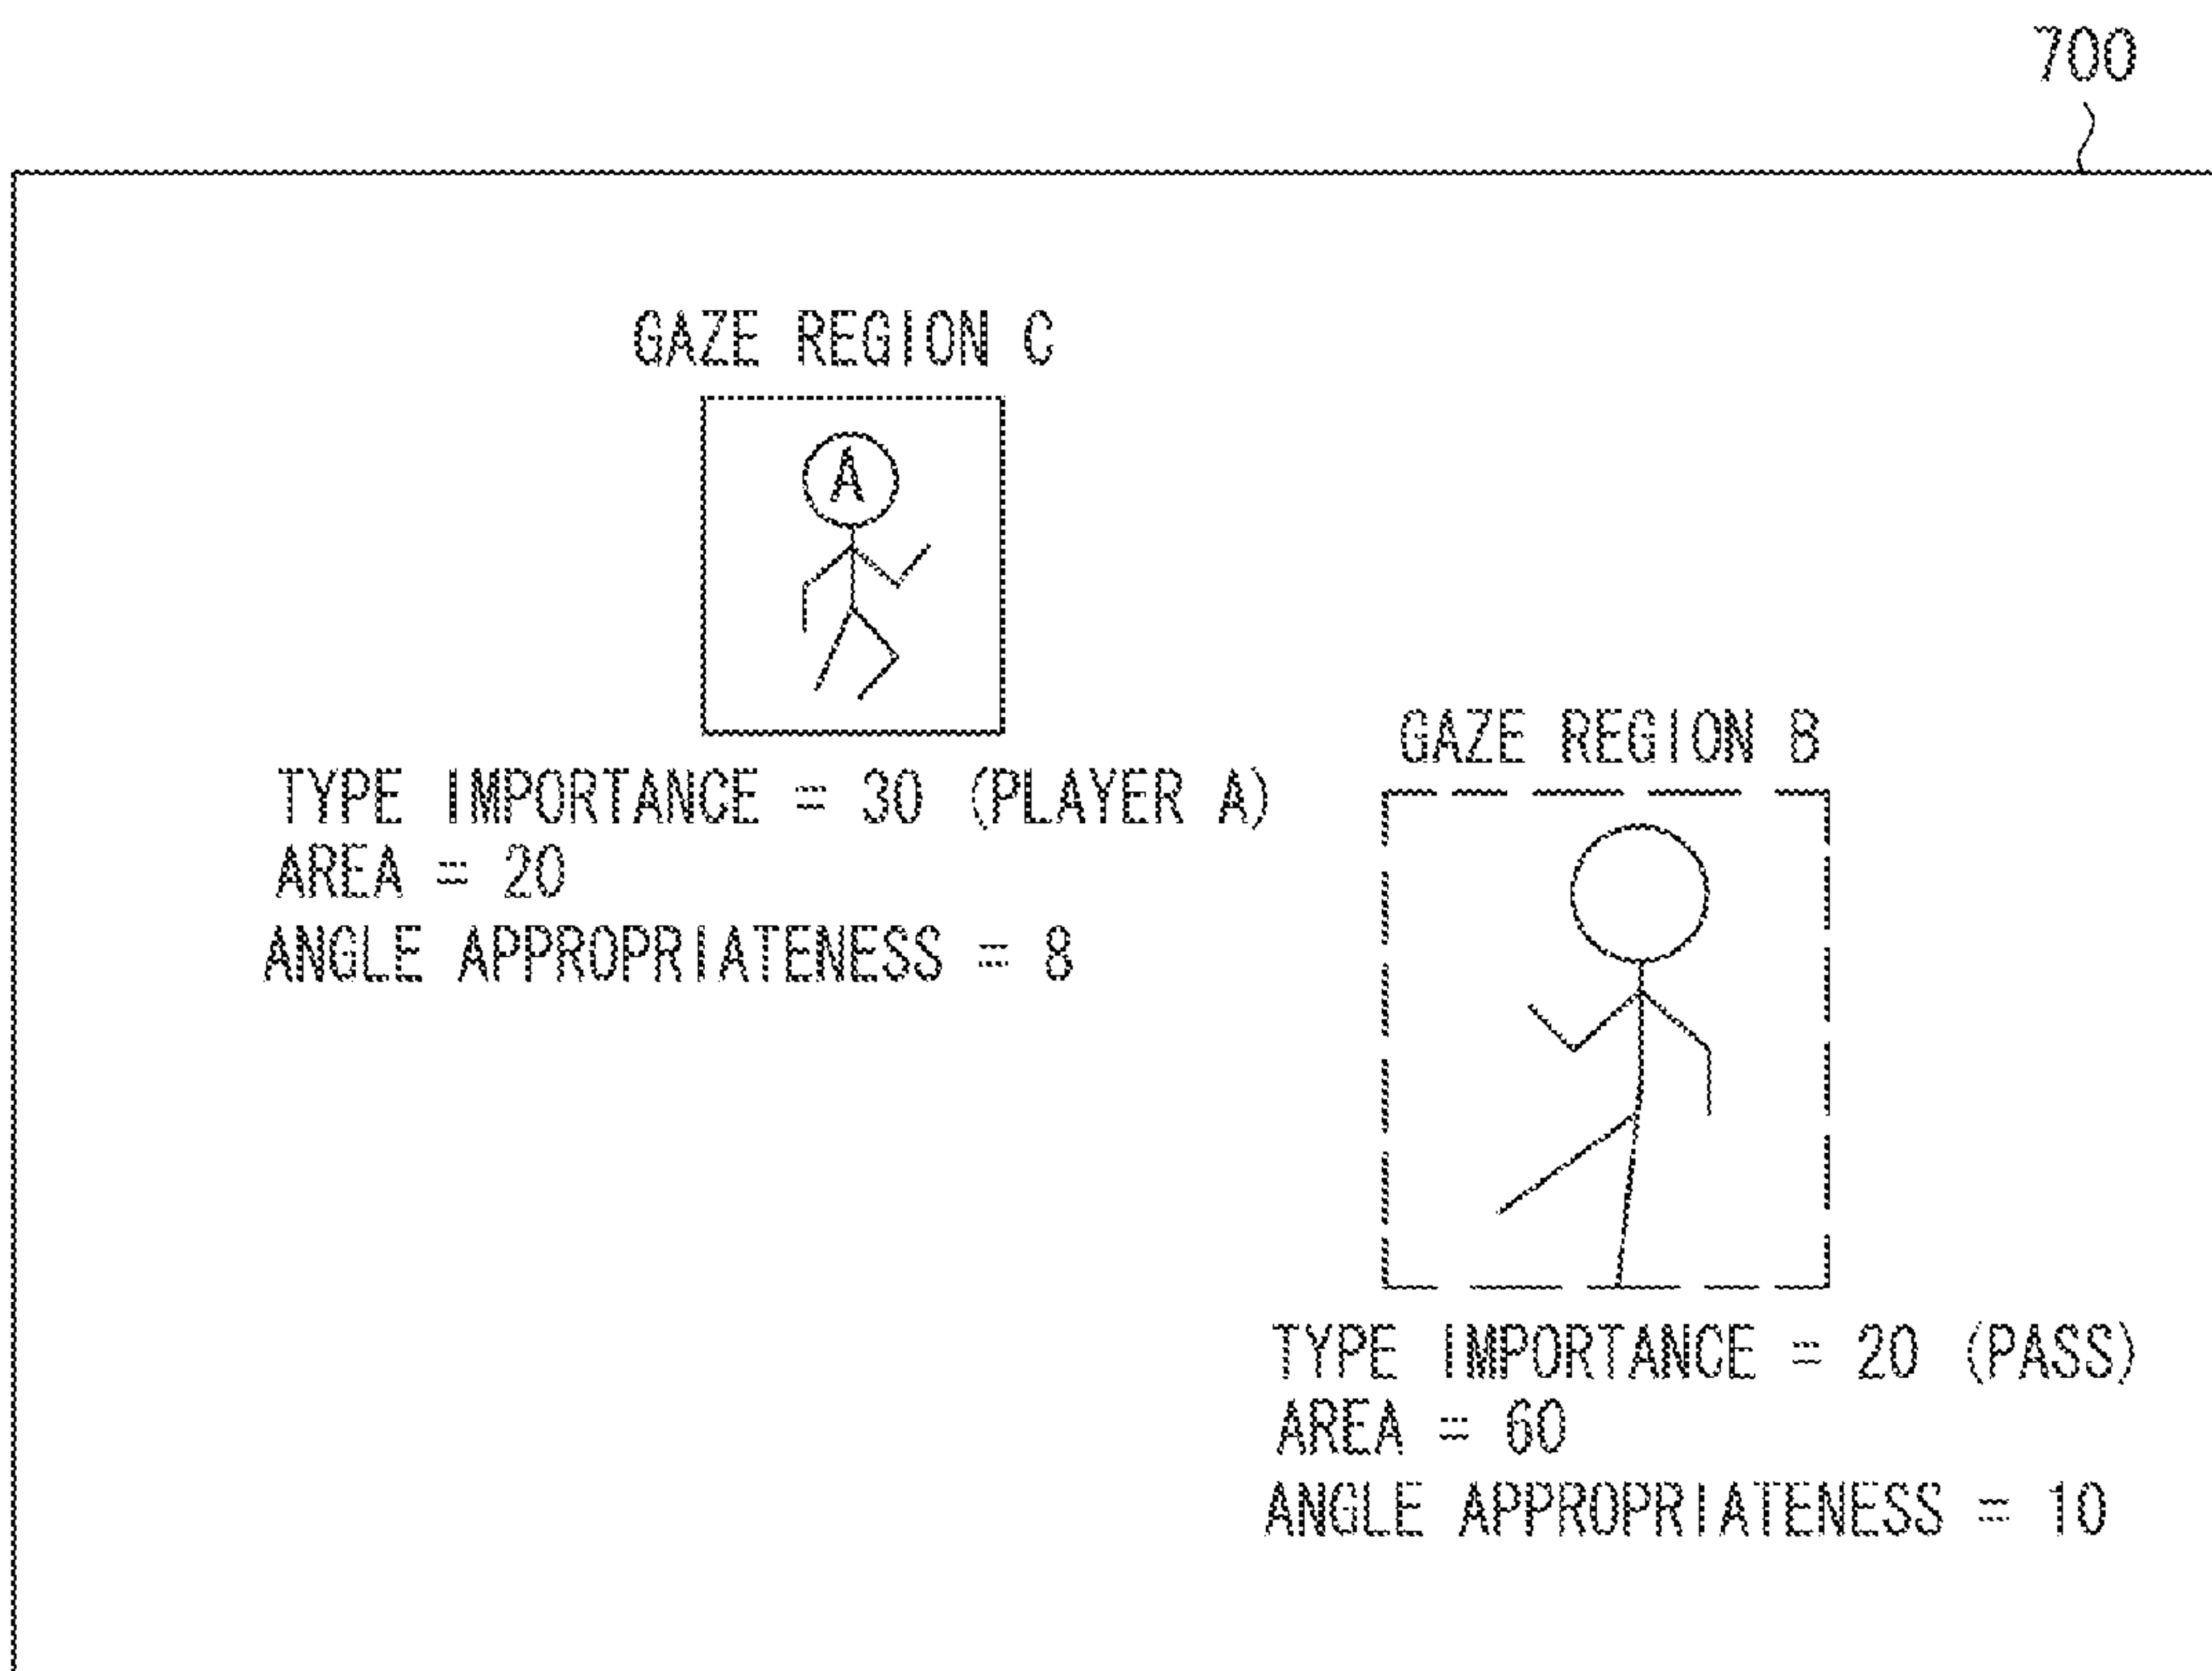 700
GAZE REGION C
A
TYPE IMPORTANCE = 30 (PLAYER A)
AREA = 20
ANGLE APPROPRIATENESS = 8
GAZE REGION B
TYPE IMPORTANCE = 20 (PASS)
AREA = 60
ANGLE APPROPRIATENESS = 10